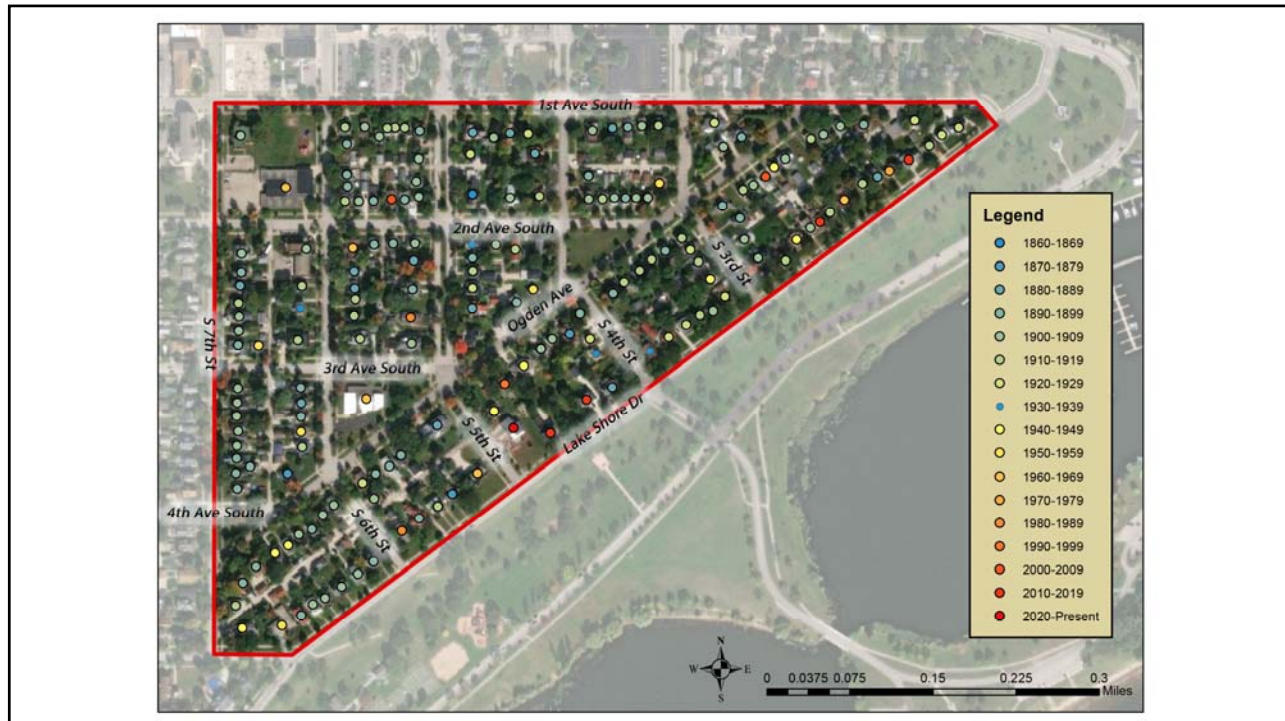 1st Ave South
2nd Ave South
S 3rd St
Ogden Ave
S 4th St
S 7th St
3rd Ave South
Lake Shore Dr
S 5th St
4th Ave South
S 6th St
Legend
1860-1869
1870-1879
1880-1889
1890-1899
1900-1909
1910-1919
1920-1929
1930-1939
1940-1949
1950-1959
1960-1969
1970-1979
1980-1989
1990-1999
2000-2009
2010-2019
2020-Present
N
W E
S
0 0.0375 0.075 0.15 0.225 0.3
Miles